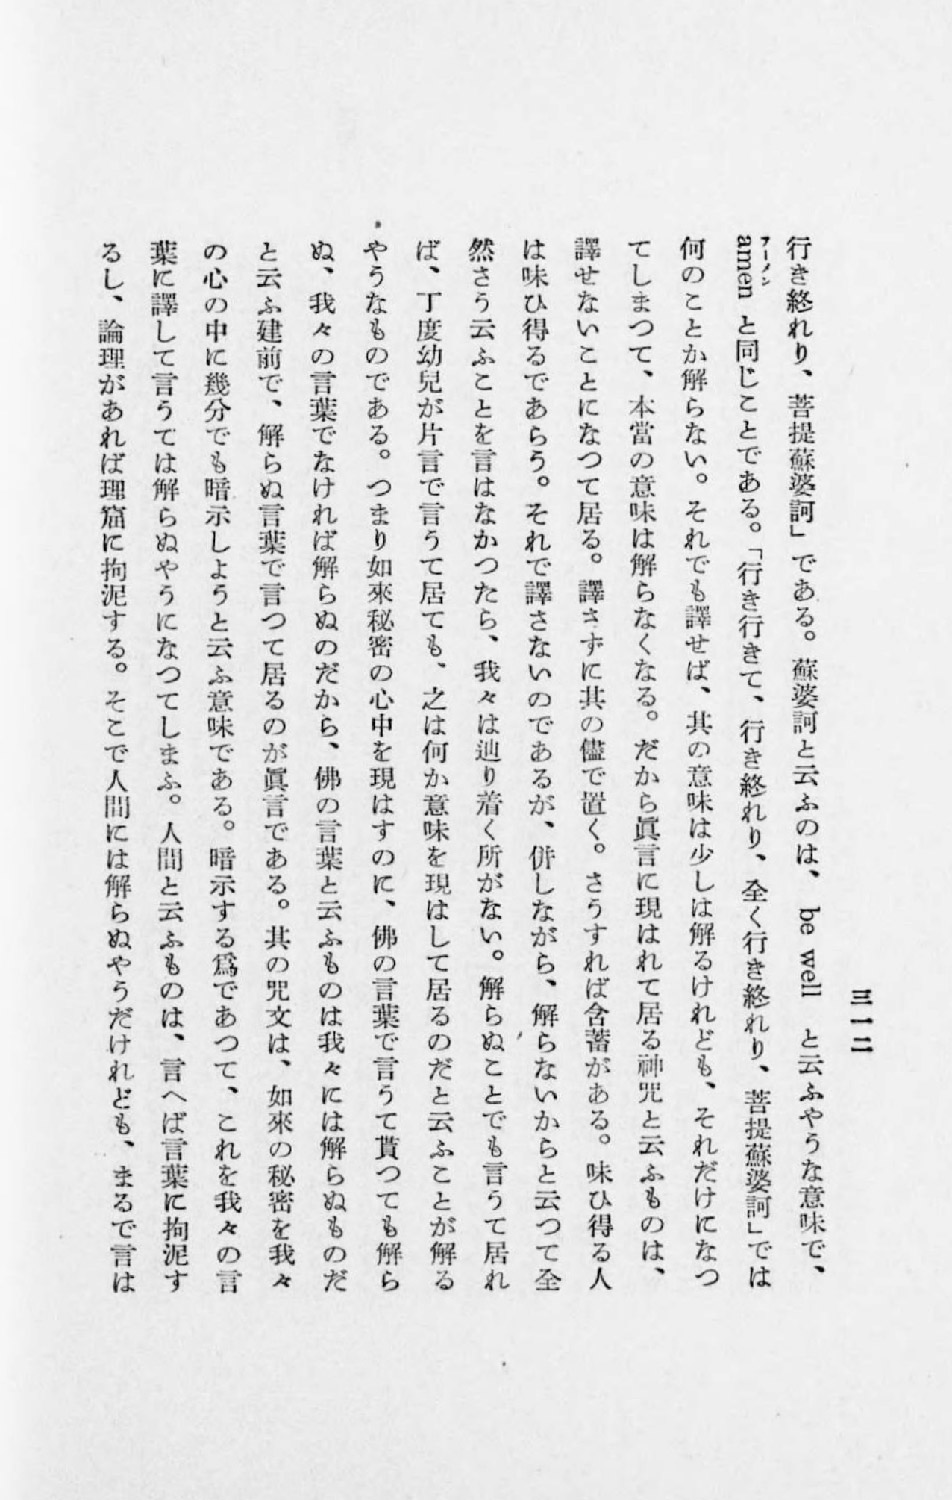 三一二
行き終れり、菩提蘇婆訶」である。蘇婆訶と云ふのは、 be well と云ふやうな意味で、
amen と同じことである。「行き行きて、行き終れり、全く行き終れり、菩提蘇婆訶」では
アーメン
何のことか解らない。それでも譯せば、其の意味は少しは解るけれども、それだけになつ
てしまつて、本當の意味は解らなくなる。だから眞言に現はれて居る神咒と云ふものは、
譯せないことになつて居る。譯さずに其の儘で置く。さうすれば含蓄がある。味ひ得る人
は味ひ得るであらう。それで譯さないのであるが、併しながら、解らないからと云つて全
然さう云ふことを言はなかつたら、我々は辿り着く所がない。解らぬことでも言うて居れ
ば、丁度幼兒が片言で言うて居ても、之は何か意味を現はして居るのだと云ふことが解る
やうなものである。つまり如來秘密の心中を現はすのに、佛の言葉で言うて貰つても解ら
ぬ、我々の言葉でなければ解らぬのだから、佛の言葉と云ふものは我々には解らぬものだ
と云ふ建前で、解らぬ言葉で言つて居るのが眞言である。其の咒文は、如來の秘密を我々
の心の中に幾分でも暗示しようと云ふ意味である。暗示する爲であつて、これを我々の言
葉に譯して言うては解らぬやうになつてしまふ。人間と云ふものは、言へば言葉に拘泥す
るし、論理があれば理窟に拘泥する。そこで人間には解らぬやうだけれども、まるで言は